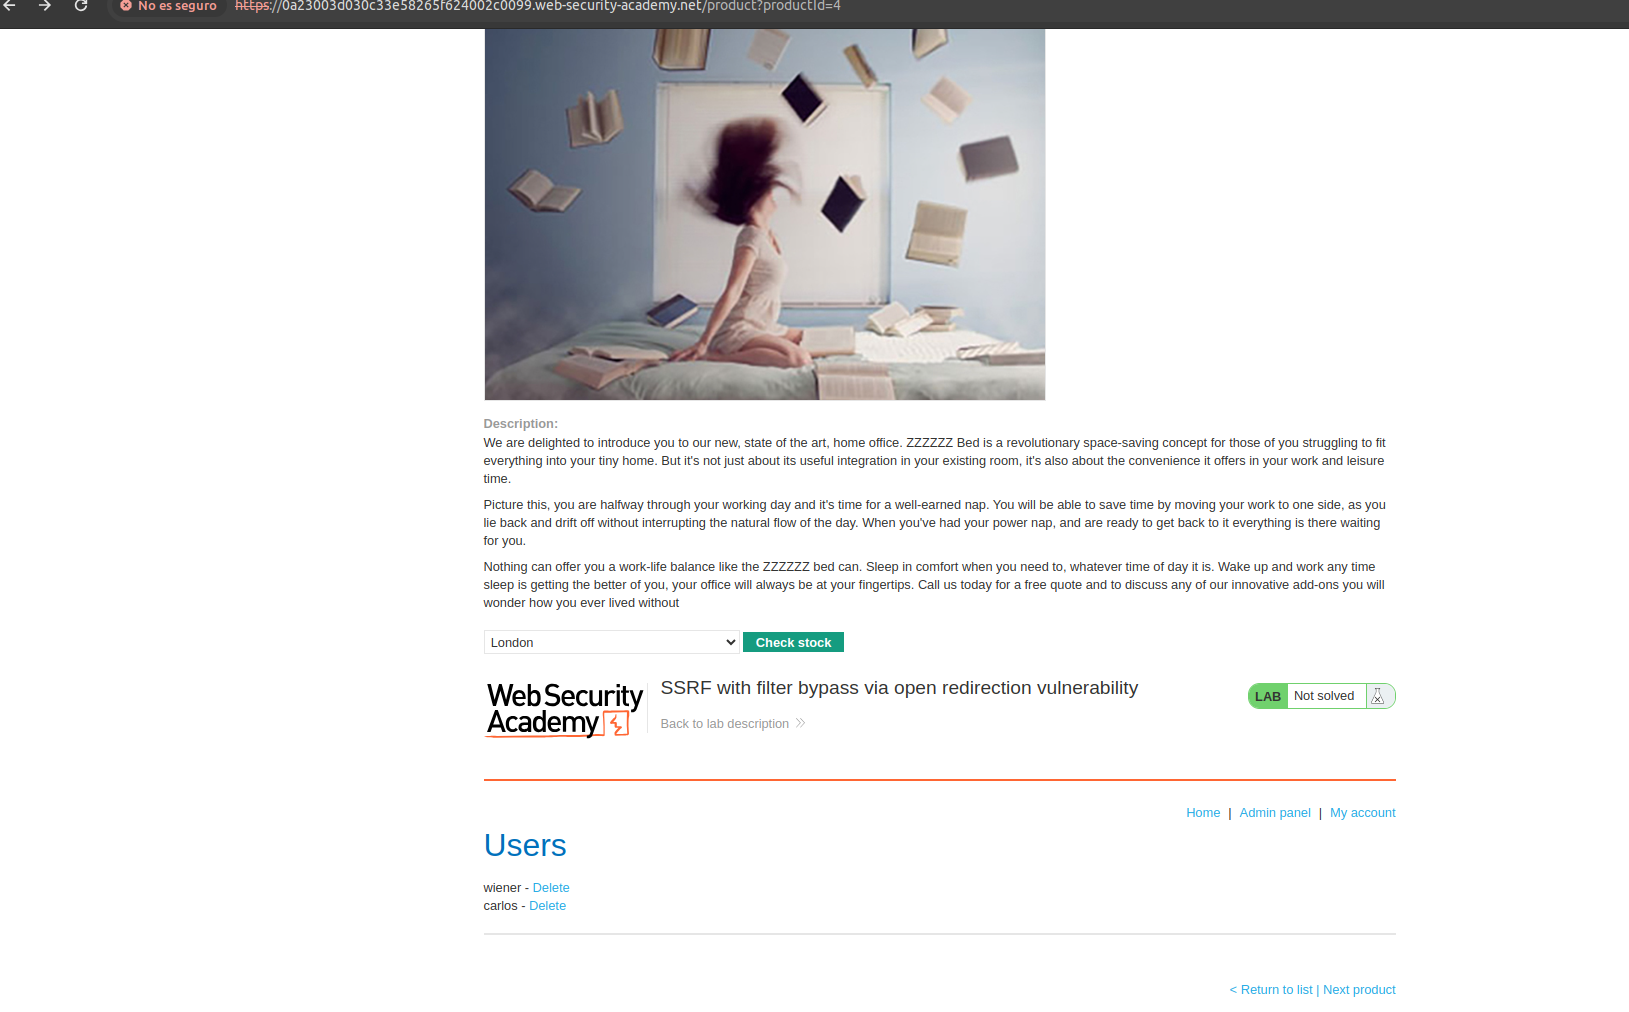 No es seguro https://0a23003d030c33e58265f624002c0099.web-security-academy.net/product?productId=4
Description:
We are delighted to introduce you to our new, state of the art, home office. ZZZZZZ Bed is a revolutionary space-saving concept for those of you struggling to fit
everything into your tiny home. But it's not just about its useful integration in your existing room, it's also about the convenience it offers in your work and leisure
time.
Picture this, you are halfway through your working day and it's time for a well-earned nap. You will be able to save time by moving your work to one side, as you
lie back and drift off without interrupting the natural flow of the day. When you've had your power nap, and are ready to get back to it everything is there waiting
for you.
Nothing can offer you a work-life balance like the ZZZZZZ bed can. Sleep in comfort when you need to, whatever time of day it is. Wake up and work any time
sleep is getting the better of you, your office will always be at your fingertips. Call us today for a free quote and to discuss any of our innovative add-ons you will
wonder how you ever lived without
London Check stock
Web Security
Academy
SSRF with filter bypass via open redirection vulnerability
Back to lab description
LAB Not solved
Home | Admin panel | My account
Users
wiener - Delete
carlos - Delete
< Return to list | Next product